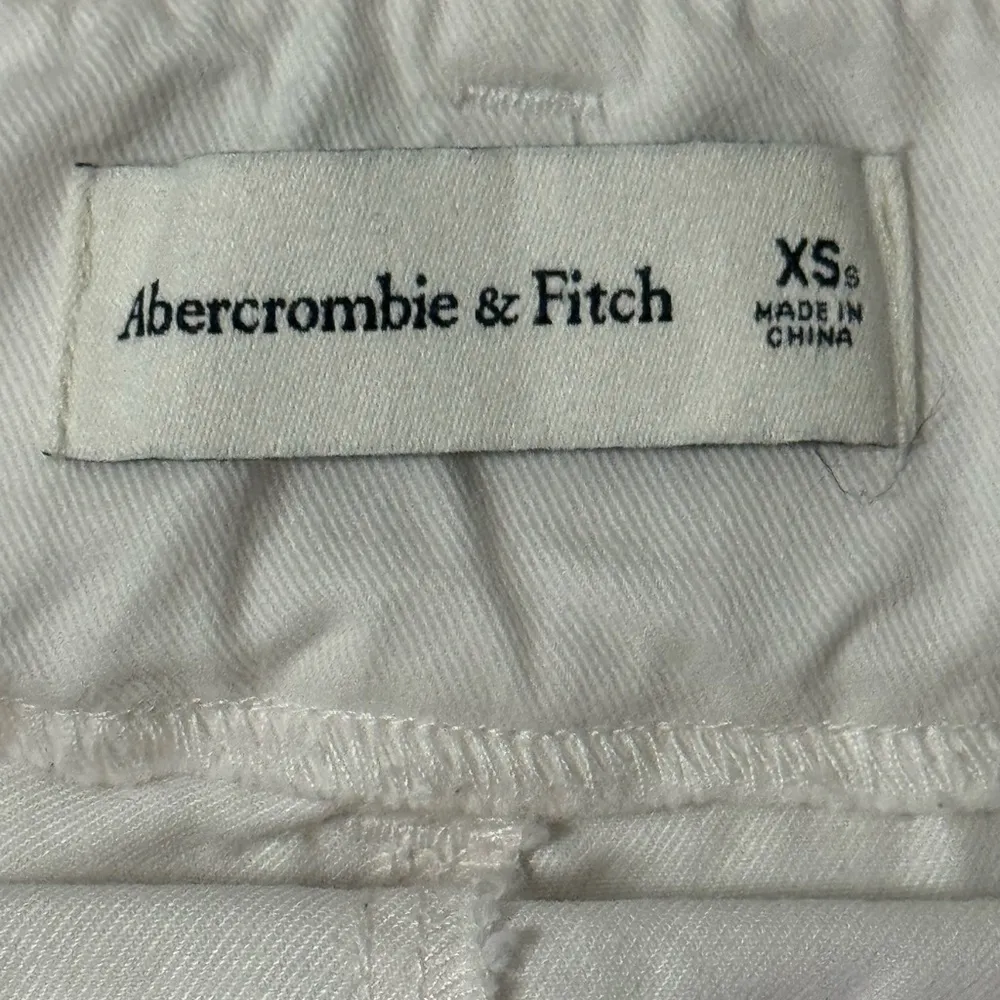 Abercrombie & Fitch
XSS
MADE IN
CHINA